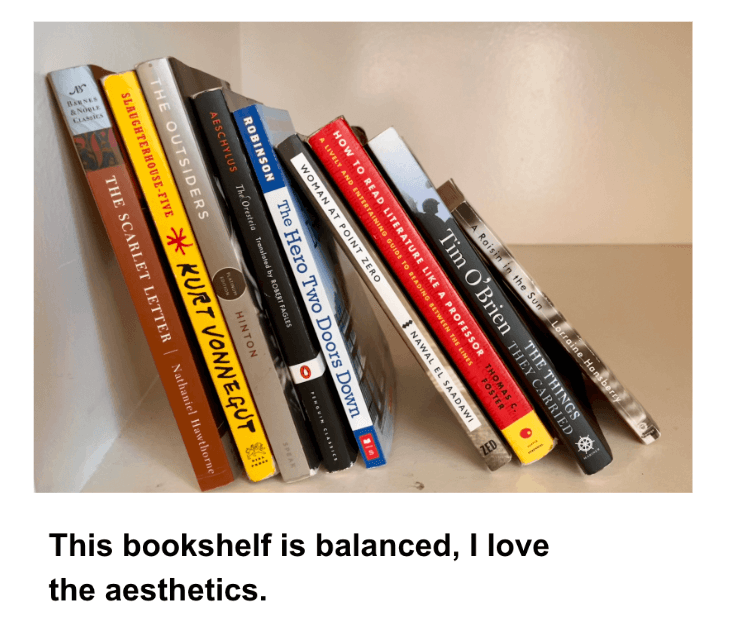 BARNES
& NOBLE
CLASSICS
THE SCARLET LETTER | Nathaniel Hawthorne
SLAUGHTERHOUSE-FIVE
KURT VONNEGUT
THE OUTSIDERS
PLATINUM
EDITION
HINTON
SPEAK
AESCHYLUS The Oresteia Translated by ROBERT FAGLES
PENGUIN CLASSICS
ROBINSON
The Hero Two Doors Down
WOMAN AT POINT ZERO
NAWAL EL SAADAWI
ZED
HOW TO READ LITERATURE LIKE A PROFESSOR
A LIVELY AND ENTERTAINING GUIDE TO READING BETWEEN THE LINES
THOMAS C.
FOSTER
Tim O'Brien
THE THINGS
THEY CARRIED
A Raisin in the Sun Lorraine Hansberry
This bookshelf is balanced, I love
the aesthetics.